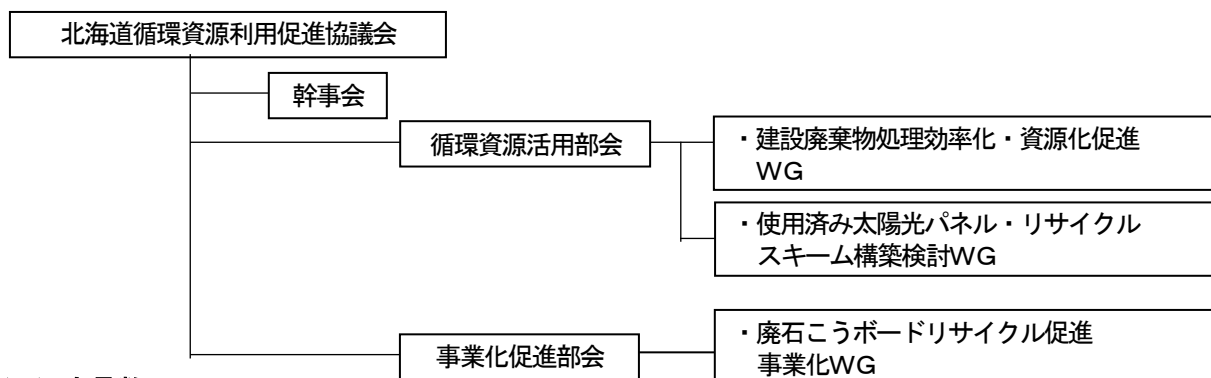 北海道循環資源利用促進協議会
幹事会
循環資源活用部会
・建設廃棄物処理効率化・資源化促進
WG
・使用済み太陽光パネル・リサイクル
スキーム構築検討WG
事業化促進部会
・廃石こうボードリサイクル促進
事業化WG